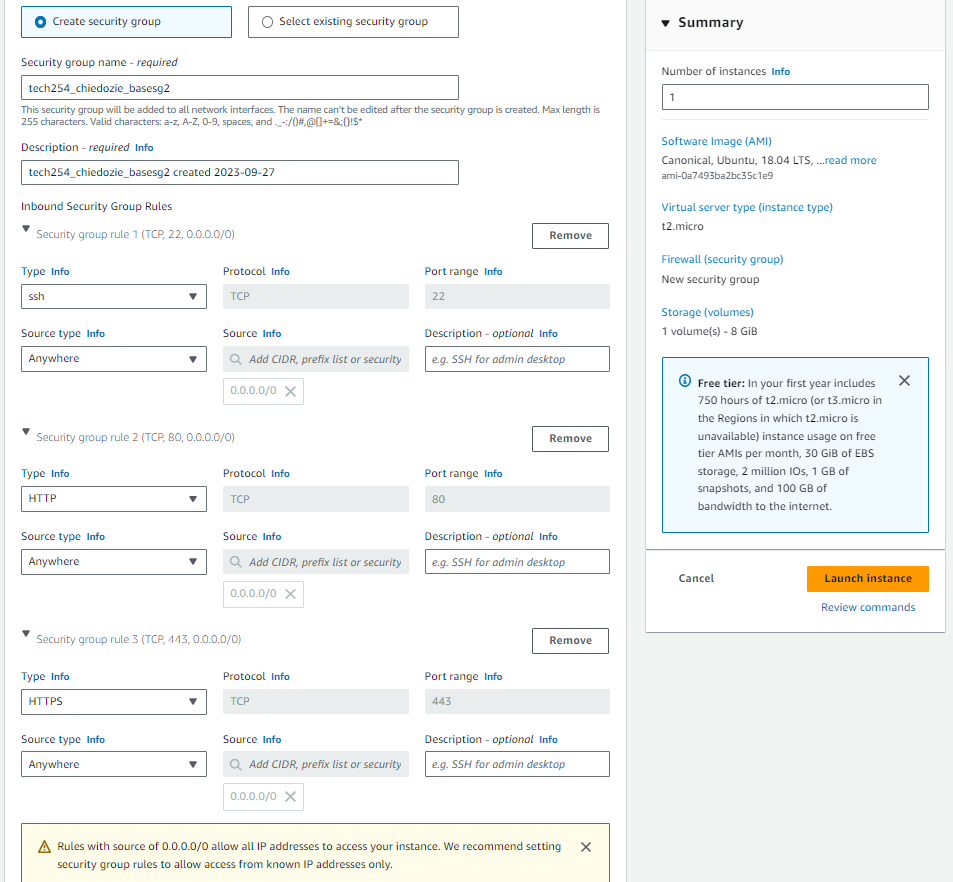 Create security group
Select existing security group
Security group name - required
tech254_chiedozie_basesg2
This security group will be added to all network interfaces. The name can't be edited after the security group is created. Max length is
255 characters. Valid characters: a-z, A-Z, 0-9, spaces, and ._-:/()#,@[]+=&;{}!$*
Description - required Info
tech254_chiedozie_basesg2 created 2023-09-27
Inbound Security Group Rules
Security group rule 1 (TCP, 22, 0.0.0.0/0)
Remove
Type Info
Protocol Info
Port range Info
ssh
TCP
22
Source type Info
Source Info
Description - optional Info
Anywhere
Add CIDR, prefix list or security
e.g. SSH for admin desktop
0.0.0.0/0
Security group rule 2 (TCP, 80, 0.0.0.0/0)
Remove
Type Info
Protocol Info
Port range Info
HTTP
TCP
80
Source type Info
Source Info
Description - optional Info
Anywhere
Add CIDR, prefix list or security
e.g. SSH for admin desktop
0.0.0.0/0
Security group rule 3 (TCP, 443, 0.0.0.0/0)
Remove
Type Info
Protocol Info
Port range Info
HTTPS
TCP
443
Source type Info
Source Info
Description - optional Info
Anywhere
Add CIDR, prefix list or security
e.g. SSH for admin desktop
0.0.0.0/0
Rules with source of 0.0.0.0/0 allow all IP addresses to access your instance. We recommend setting
security group rules to allow access from known IP addresses only.
Summary
Number of instances Info
1
Software Image (AMI)
Canonical, Ubuntu, 18.04 LTS, ...read more
ami-0a7493ba2bc35c1e9
Virtual server type (instance type)
t2.micro
Firewall (security group)
New security group
Storage (volumes)
1 volume(s) - 8 GiB
Free tier: In your first year includes
750 hours of t2.micro (or t3.micro in
the Regions in which t2.micro is
unavailable) instance usage on free
tier AMIs per month, 30 GiB of EBS
storage, 2 million IOs, 1 GB of
snapshots, and 100 GB of
bandwidth to the internet.
Cancel
Launch instance
Review commands